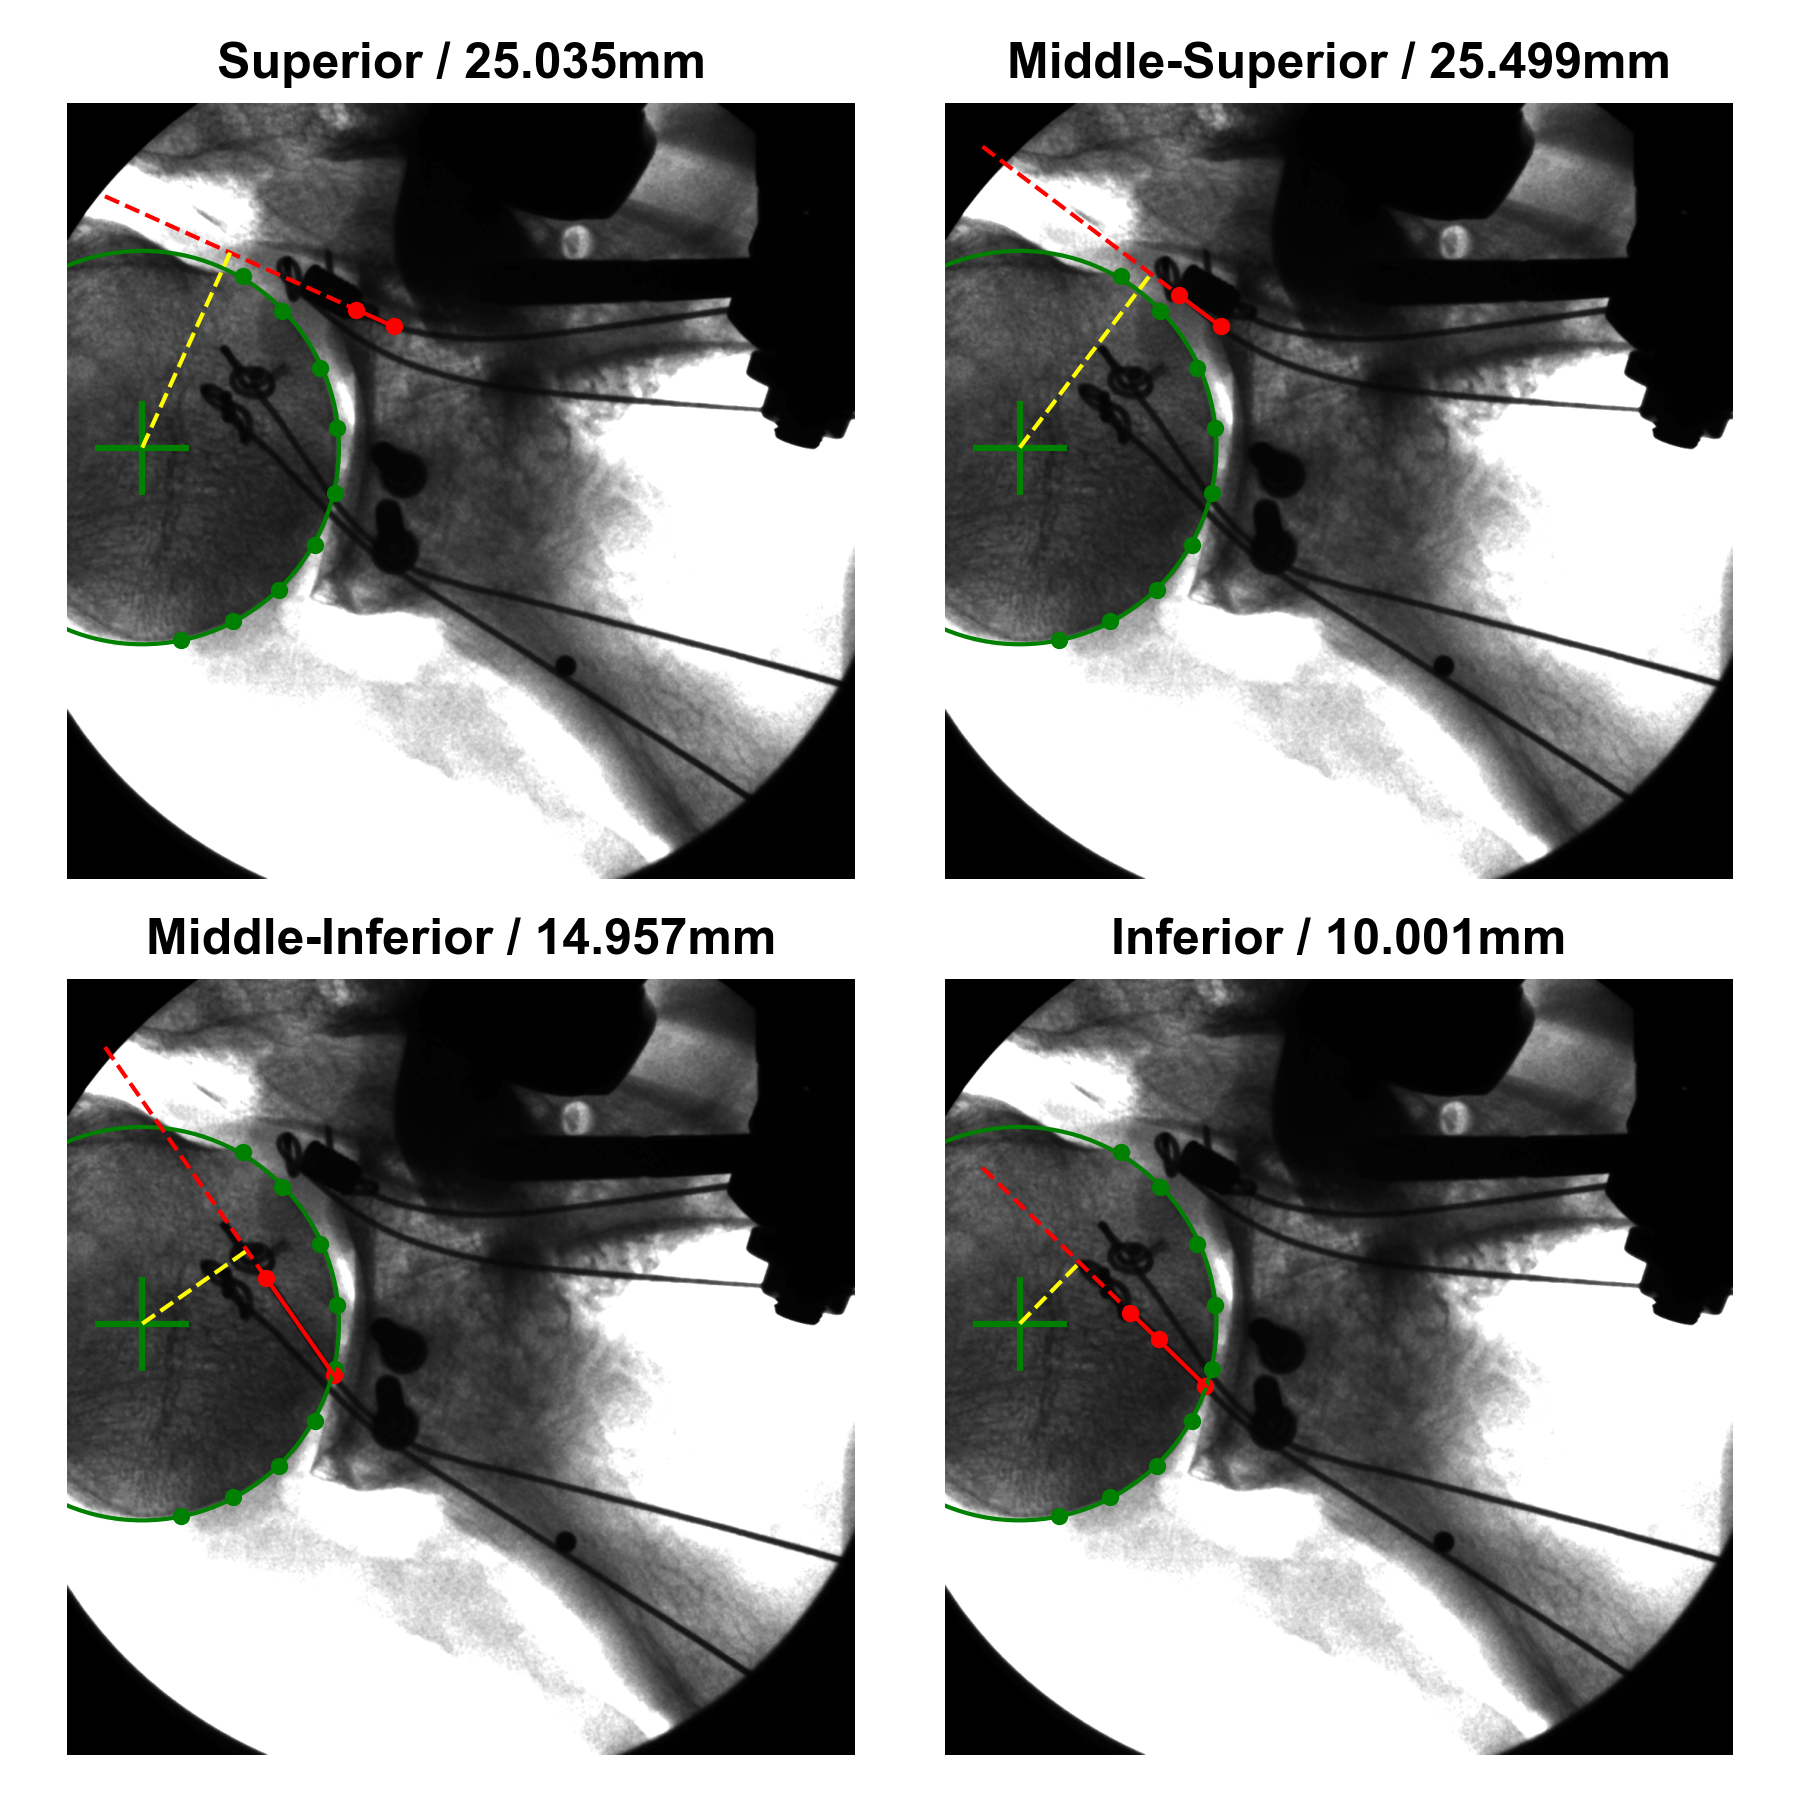 Superior / 25.035mm
Middle-Superior / 25.499mm
Middle-Inferior / 14.957mm
Inferior / 10.001mm